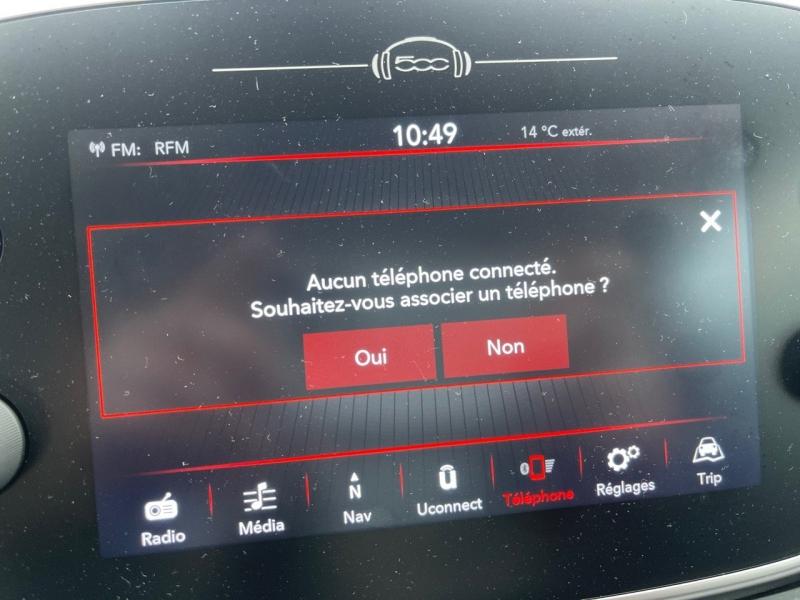 500
FM: RFM 10:49 14 °C extér.
Aucun téléphone connecté.
Souhaitez-vous associer un téléphone ?
Oui Non
N
Radio Média Nav Uconnect Téléphone Réglages Trip